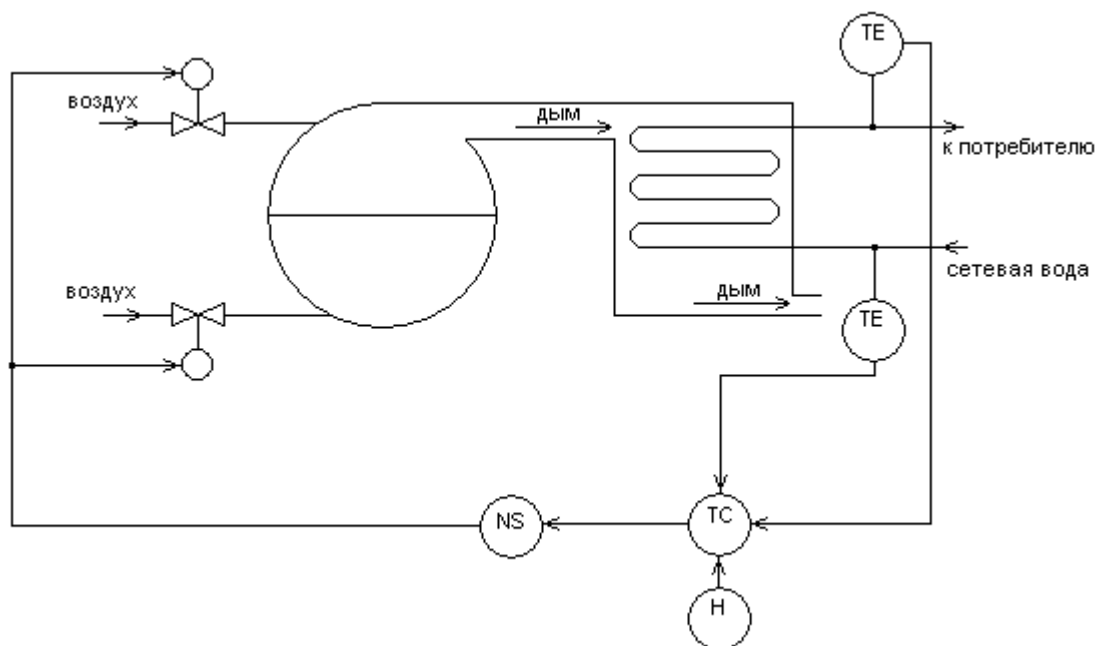 TE
воздух
дым
к потребителю
сетевая вода
воздух
дым
TE
NS
TC
H